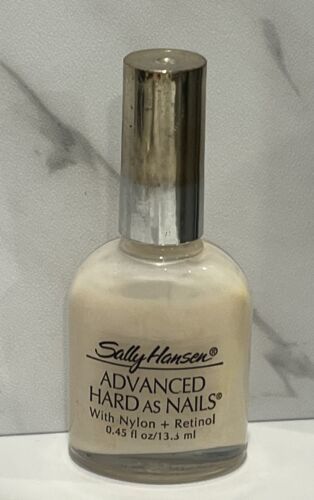 Sally Hansen®
ADVANCED
HARD AS NAILS®
With Nylon + Retinol
0.45 fl oz/13.3 ml